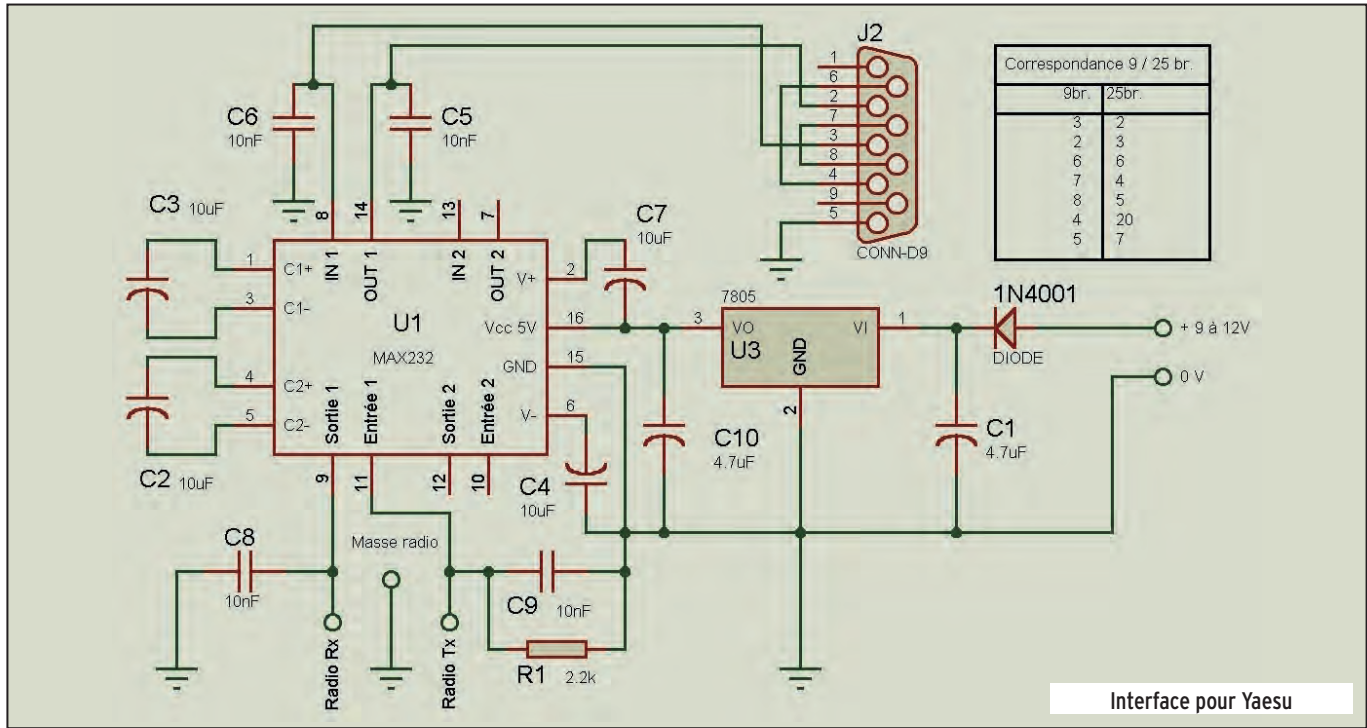 J2
1
6
2
7
3
8
4
9
5
CONN-D9
Correspondance 9 / 25 br.
9br. 25br.
3 2
2 3
6 6
7 4
8 5
4 20
5 7
C6
10nF
C5
10nF
C3 10uF
8
14
13
7
IN 1
OUT 1
IN 2
OUT 2
C7
10uF
1
C1+
3
C1-
4
C2+
5
C2-
C2 10uF
U1
MAX232
V+
2
Vcc 5V
16
GND
15
V-
6
Sortie 1
Entrée 1
Sortie 2
Entrée 2
9
11
12
10
C4
10uF
7805
3
VO
VI
1
U3
GND
2
1N4001
DIODE
+ 9 à 12V
0 V
C10
4.7uF
C1
4.7uF
C8
10nF
Masse radio
C9 10nF
R1 2.2k
Radio Rx
Radio Tx
Interface pour Yaesu